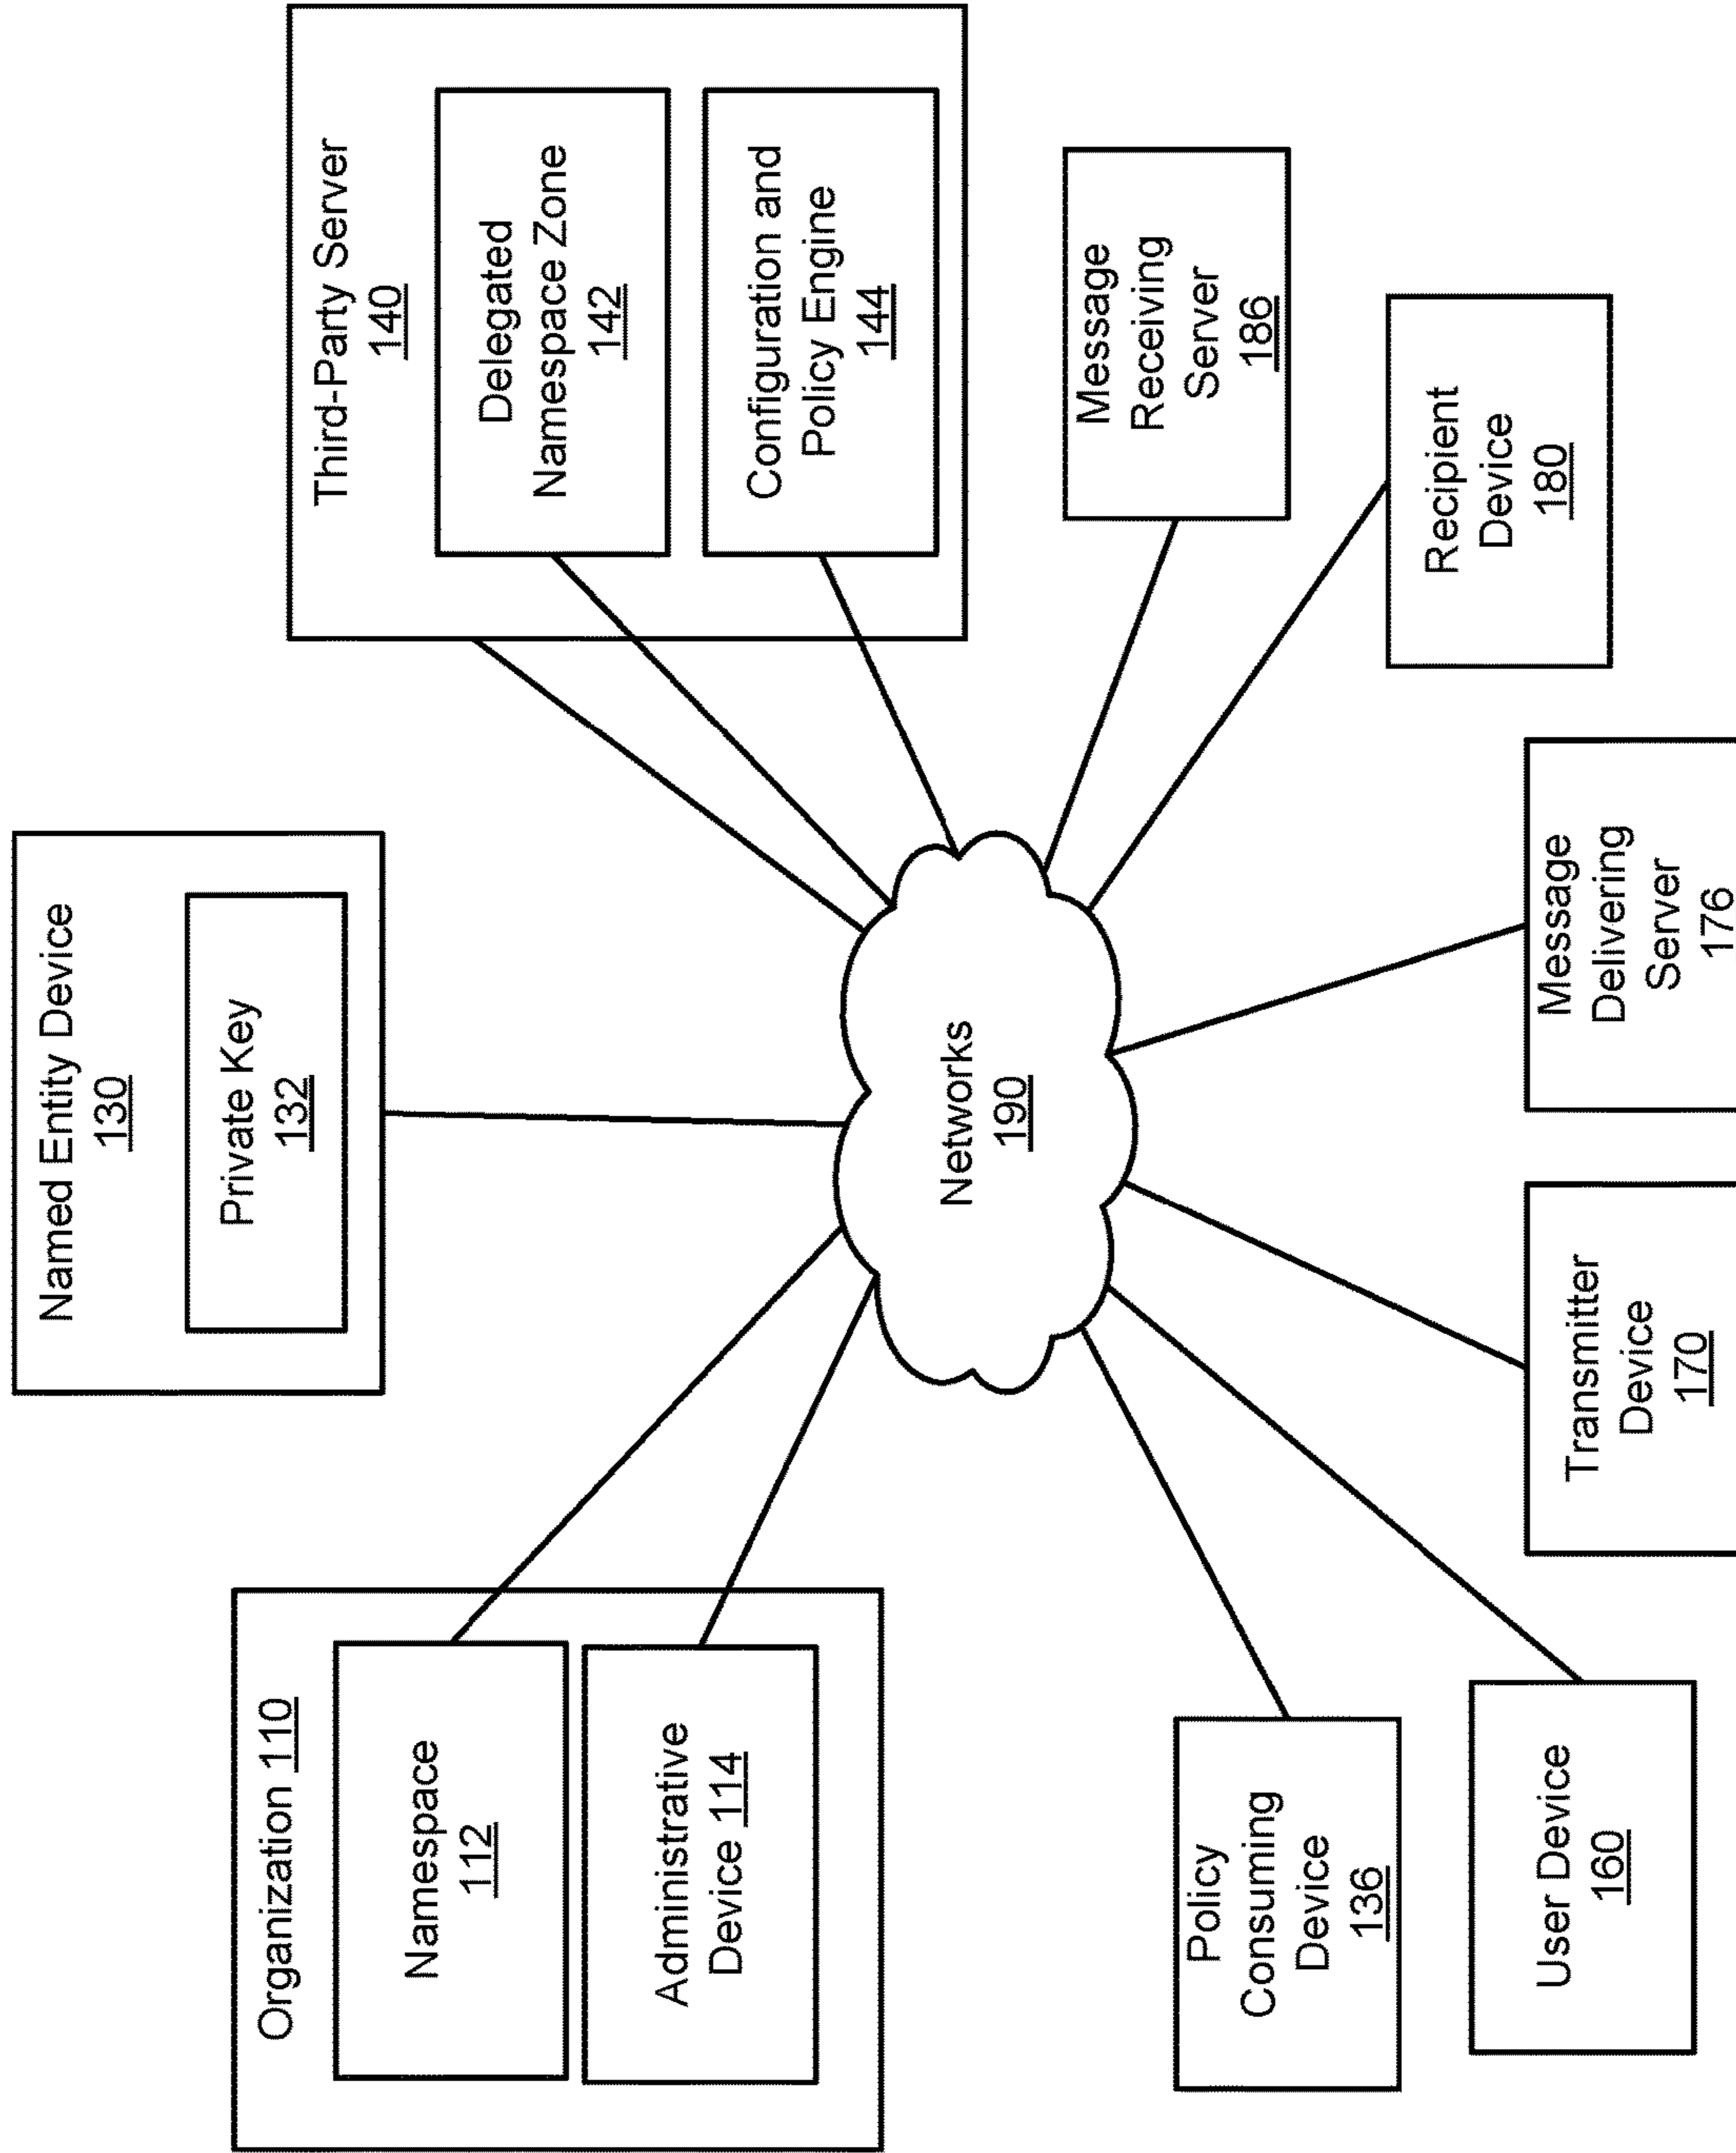 Organization 110
Namespace
112
Administrative
Device 114
Named Entity Device
130
Private Key
132
Third-Party Server
140
Delegated
Namespace Zone
142
Configuration and
Policy Engine
144
Networks
190
Policy
Consuming
Device
136
User Device
160
Transmitter
Device
170
Message
Delivering
Server
176
Recipient
Device
180
Message
Receiving
Server
186